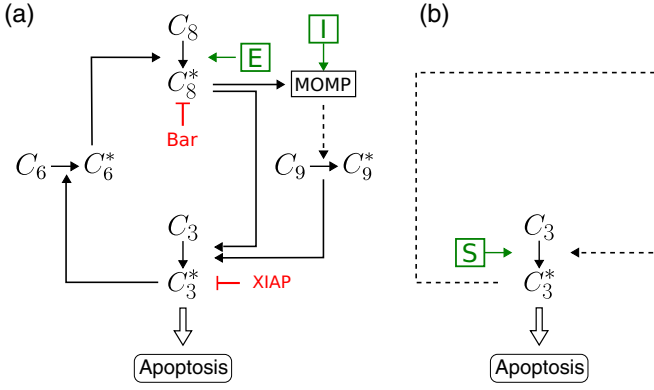 (a)
C8
E
I
C8*
MOMP
Bar
C6
C6*
C9
C9*
C3
C3*
XIAP
Apoptosis
(b)
C3
S
C3*
Apoptosis